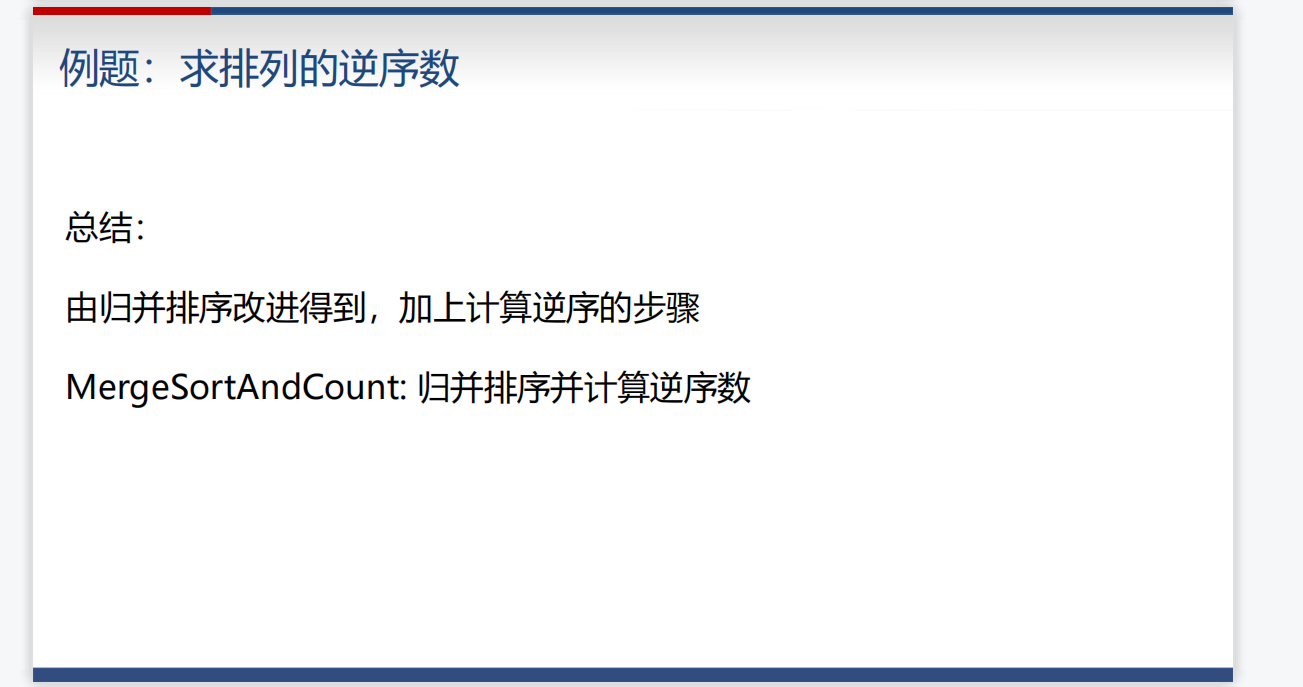 例题：求排列的逆序数
总结：
由归并排序改进得到，加上计算逆序的步骤
MergeSortAndCount: 归并排序并计算逆序数